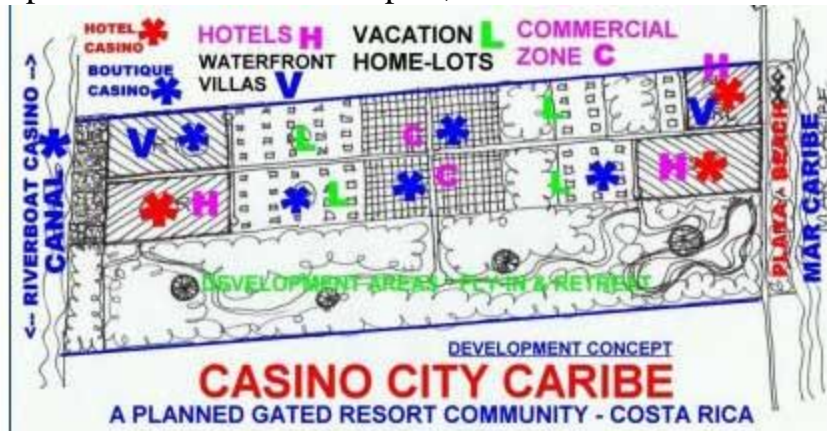 HOTEL
CASINO
BOUTIQUE
CASINO
HOTELS H
WATERFRONT
VILLAS V
VACATION L
HOME-LOTS
COMMERCIAL
ZONE C
<-- RIVERBOAT CASINO -->
CANAL
H
V
V
L
C
L
H
L
C
L
H
PLAYA - BEACH
MAR CARIBE
DEVELOPMENT AREAS - FLY-IN & RETREAT
DEVELOPMENT CONCEPT
CASINO CITY CARIBE
A PLANNED GATED RESORT COMMUNITY - COSTA RICA